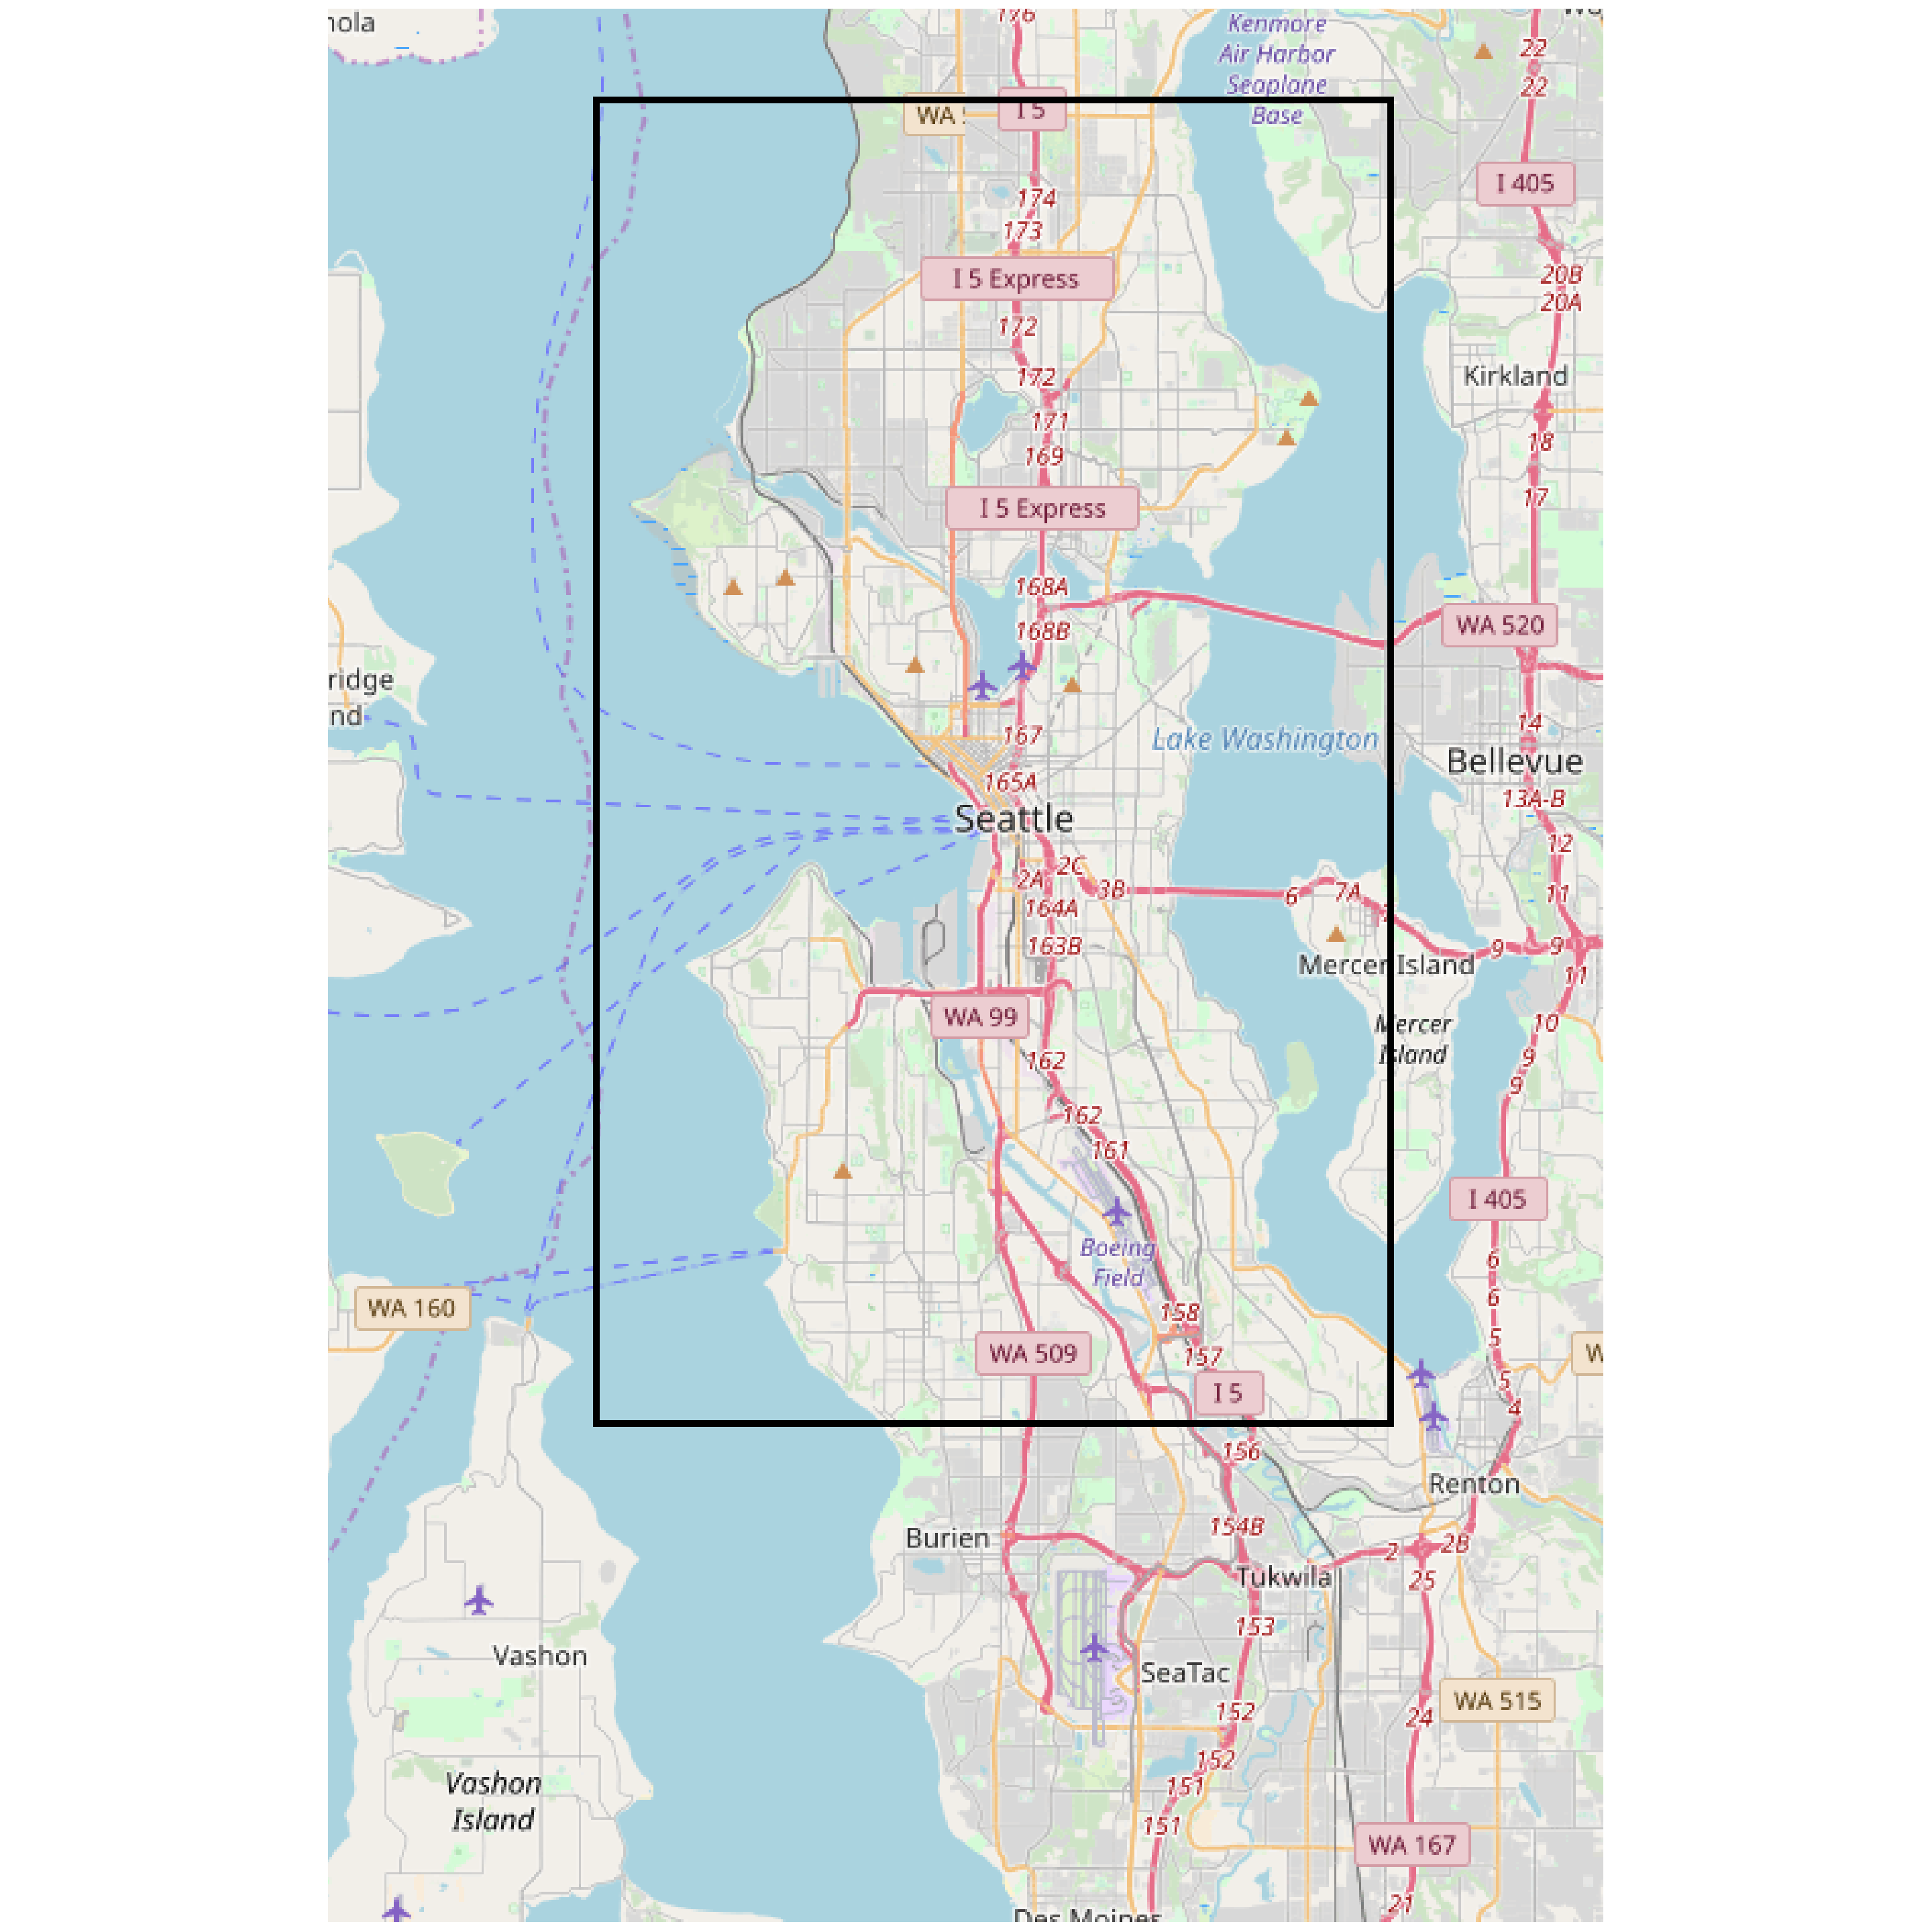 nola
176
Kenmore
Air Harbor
Seaplane
Base
22
22
WA
I 5
I 405
174
173
I 5 Express
20B
20A
172
172
Kirkland
171
169
18
17
I 5 Express
168A
168B
WA 520
ridge
nd
167
Lake Washington
14
Bellevue
165A
13A-B
Seattle
12
2C
2A
3B
6
7A
11
164A
163B
9
9
Mercer Island
11
WA 99
10
Mercer
Island
162
9
9
162
161
I 405
Boeing
Field
6
6
WA 160
158
5
WA 509
157
W
I 5
5
4
156
Renton
154B
Burien
2
2B
Tukwila
25
153
Vashon
SeaTac
WA 515
152
24
152
Vashon
Island
151
151
WA 167
21
Des Moines